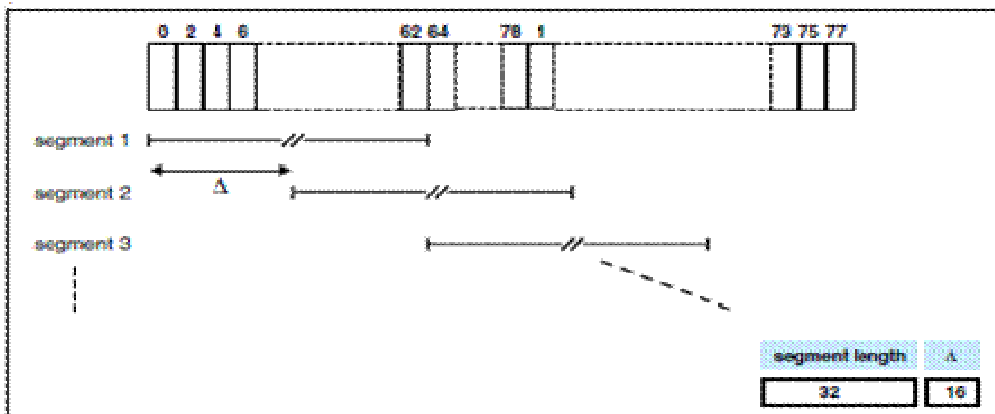 0 2 4 6 62 64 78 1 73 75 77
segment 1
Δ
segment 2
segment 3
segment length Δ
32 16